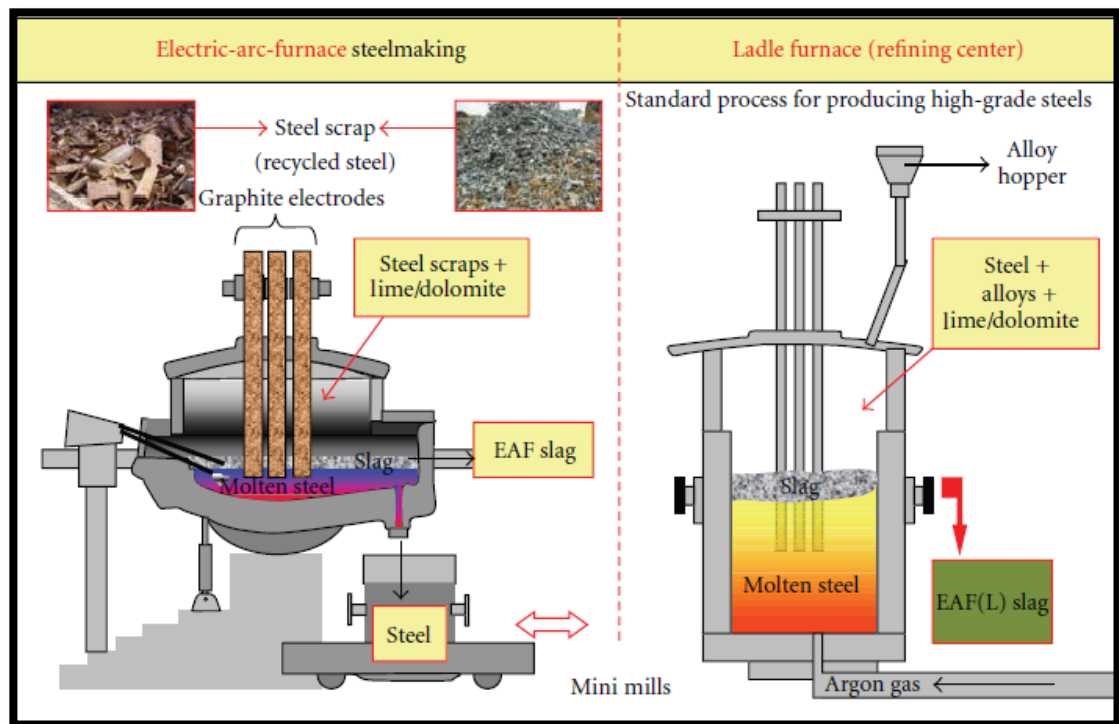 Electric-arc-furnace steelmaking
Ladle furnace (refining center)
Steel scrap
(recycled steel)
Graphite electrodes
Steel scraps +
lime/dolomite
Slag
EAF slag
Molten steel
Steel
Mini mills
Standard process for producing high-grade steels
Alloy
hopper
Steel +
alloys +
lime/dolomite
Slag
Molten steel
EAF(L) slag
Argon gas